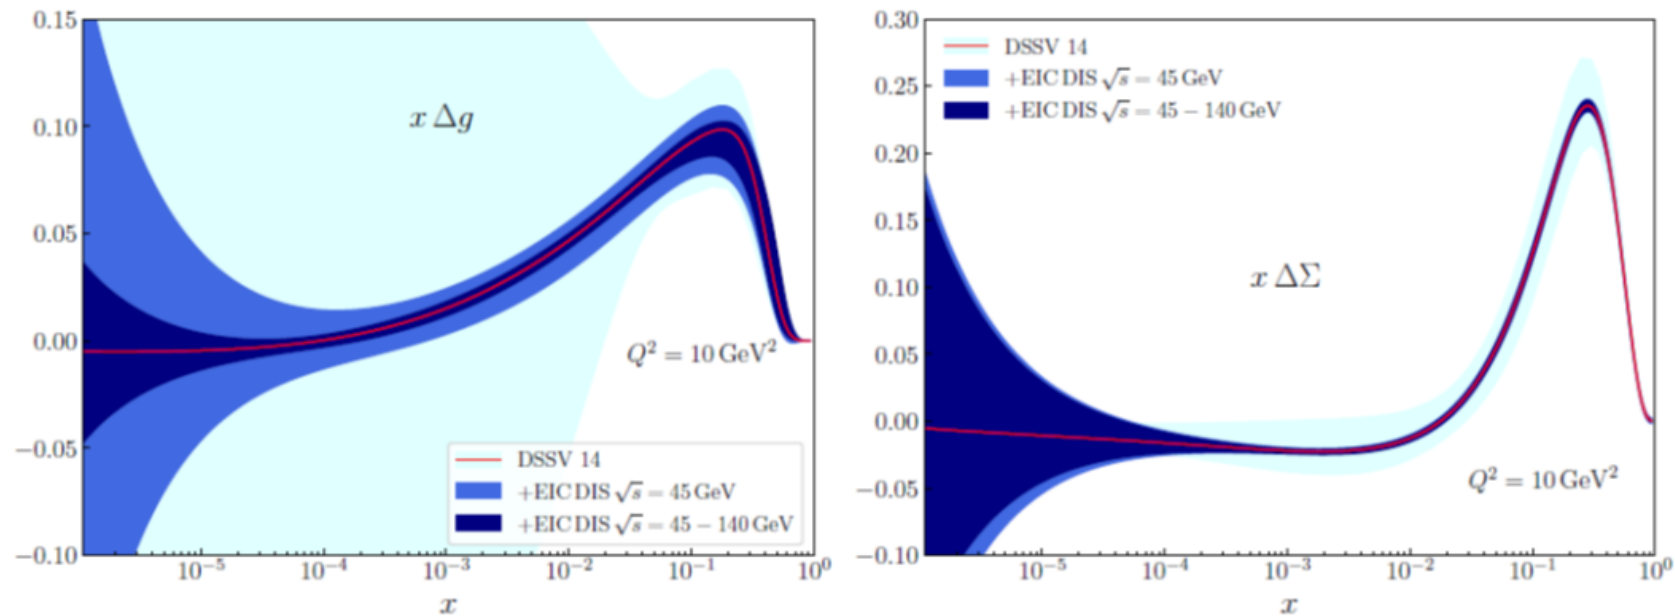 0.15
0.10
0.05
0.00
−0.05
−0.10
x Δg
Q² = 10 GeV²
DSSV 14
+EIC DIS √s = 45 GeV
+EIC DIS √s = 45 − 140 GeV
10⁻⁵ 10⁻⁴ 10⁻³ 10⁻² 10⁻¹ 10⁰
x
0.30
0.25
0.20
0.15
0.10
0.05
0.00
−0.05
−0.10
DSSV 14
+EIC DIS √s = 45 GeV
+EIC DIS √s = 45 − 140 GeV
x ΔΣ
Q² = 10 GeV²
10⁻⁵ 10⁻⁴ 10⁻³ 10⁻² 10⁻¹ 10⁰
x